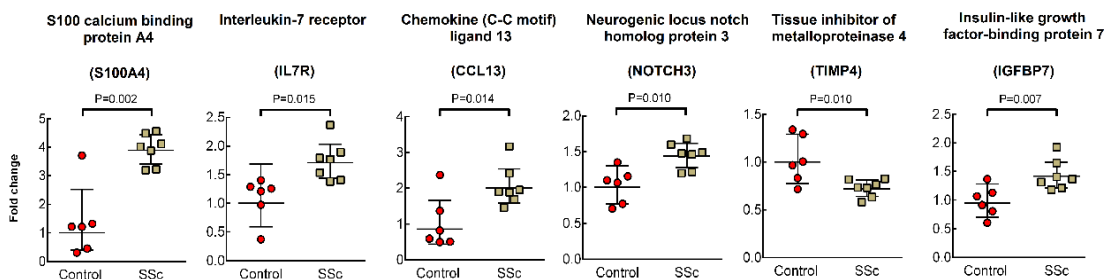 S100 calcium binding
protein A4
(S100A4)
P=0.002
Fold change
5
4
3
2
1
0
Control
SSc
Interleukin-7 receptor
(IL7R)
P=0.015
2.5
2.0
1.5
1.0
0.5
0.0
Control
SSc
Chemokine (C-C motif)
ligand 13
(CCL13)
P=0.014
4
3
2
1
0
Control
SSc
Neurogenic locus notch
homolog protein 3
(NOTCH3)
P=0.010
2.0
1.5
1.0
0.5
0.0
Control
SSc
Tissue inhibitor of
metalloproteinase 4
(TIMP4)
P=0.010
1.5
1.0
0.5
0.0
Control
SSc
Insulin-like growth
factor-binding protein 7
(IGFBP7)
P=0.007
2.5
2.0
1.5
1.0
0.5
0.0
Control
SSc